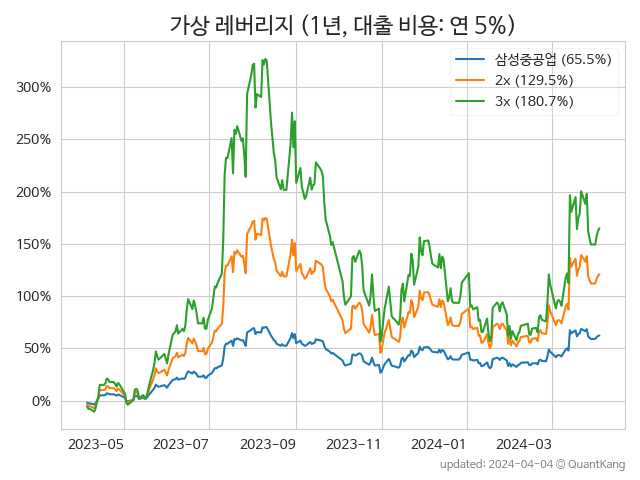 가상 레버리지 (1년, 대출 비용: 연 5%)
삼성중공업 (65.5%)
2x (129.5%)
3x (180.7%)
300%
250%
200%
150%
100%
50%
0%
2023-05 2023-07 2023-09 2023-11 2024-01 2024-03
updated: 2024-04-04 © QuantKang